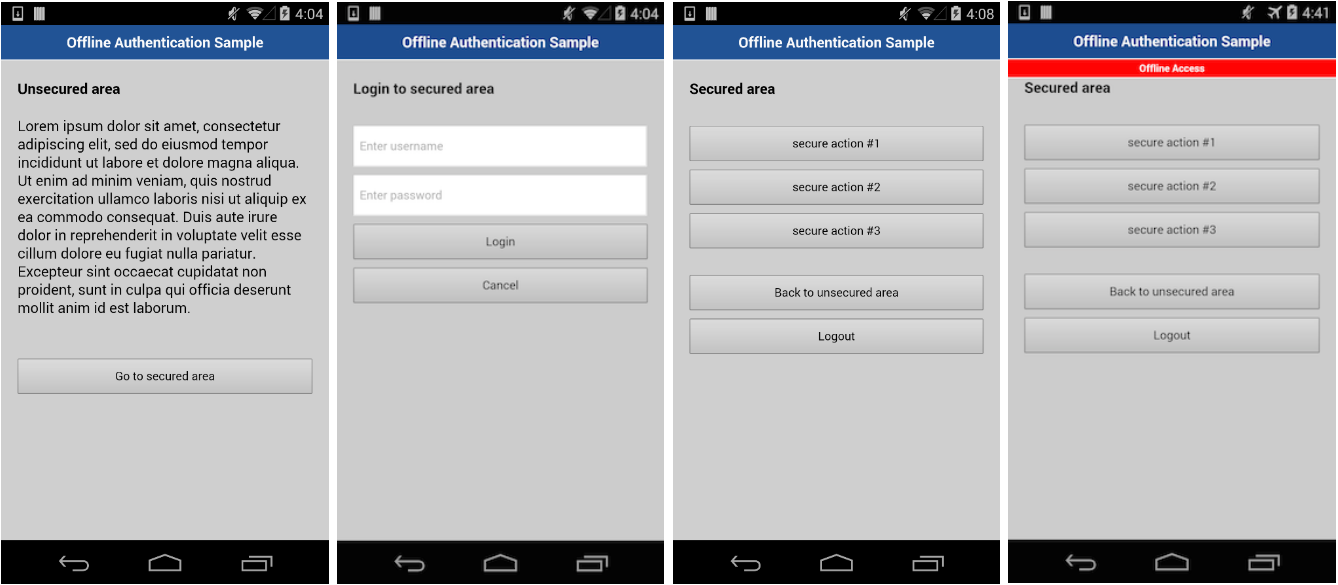 4:04
Offline Authentication Sample
Unsecured area
Lorem ipsum dolor sit amet, consectetur
adipiscing elit, sed do eiusmod tempor
incididunt ut labore et dolore magna aliqua.
Ut enim ad minim veniam, quis nostrud
exercitation ullamco laboris nisi ut aliquip ex
ea commodo consequat. Duis aute irure
dolor in reprehenderit in voluptate velit esse
cillum dolore eu fugiat nulla pariatur.
Excepteur sint occaecat cupidatat non
proident, sunt in culpa qui officia deserunt
mollit anim id est laborum.
Go to secured area
4:04
Offline Authentication Sample
Login to secured area
Enter username
Enter password
Login
Cancel
4:08
Offline Authentication Sample
Secured area
secure action #1
secure action #2
secure action #3
Back to unsecured area
Logout
4:41
Offline Authentication Sample
Offline Access
Secured area
secure action #1
secure action #2
secure action #3
Back to unsecured area
Logout